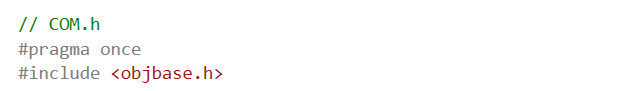 // COM.h
#pragma once
#include <objbase.h>